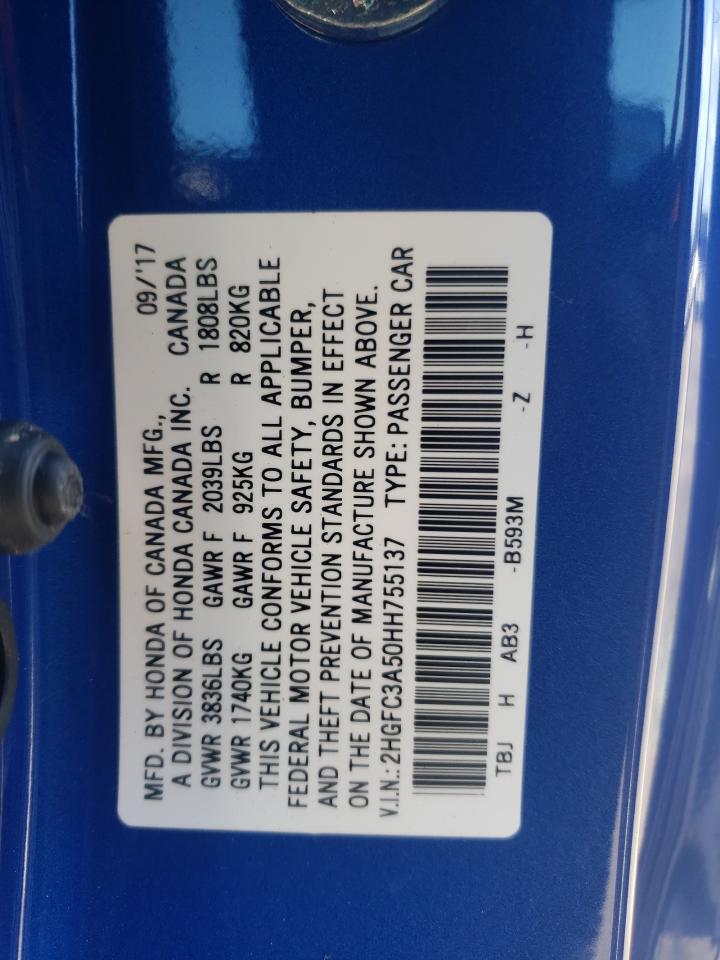 MFD. BY HONDA OF CANADA MFG., 09/'17
A DIVISION OF HONDA CANADA INC. CANADA
GVWR 3836LBS GAWR F 2039LBS R 1808LBS
GVWR 1740KG GAWR F 925KG R 820KG
THIS VEHICLE CONFORMS TO ALL APPLICABLE
FEDERAL MOTOR VEHICLE SAFETY, BUMPER,
AND THEFT PREVENTION STANDARDS IN EFFECT
ON THE DATE OF MANUFACTURE SHOWN ABOVE.
V.I.N.: 2HGFC3A50HH755137 TYPE: PASSENGER CAR
TBJ H AB3 -B593M -Z -H